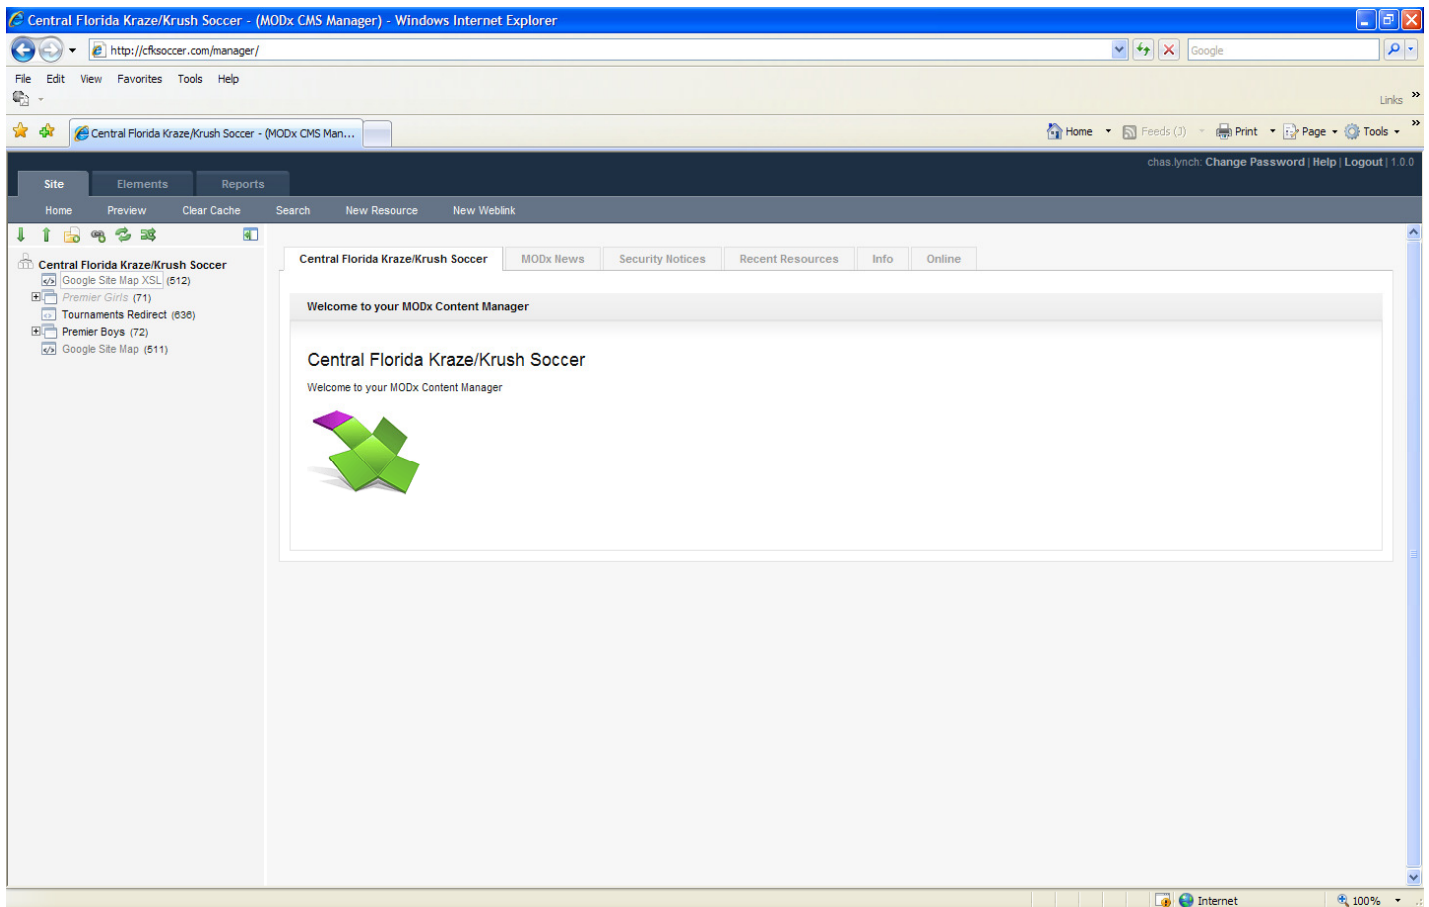 Central Florida Kraze/Krush Soccer - (MODx CMS Manager) - Windows Internet Explorer
http://cfksoccer.com/manager/
Google
File Edit View Favorites Tools Help
Links »
Central Florida Kraze/Krush Soccer - (MODx CMS Man...
Home Feeds (J) Print Page Tools »
chas.lynch: Change Password | Help | Logout | 1.0.0
Site Elements Reports
Home Preview Clear Cache Search New Resource New Weblink
Central Florida Kraze/Krush Soccer
Google Site Map XSL (512)
Premier Girls (71)
Tournaments Redirect (636)
Premier Boys (72)
Google Site Map (511)
Central Florida Kraze/Krush Soccer MODx News Security Notices Recent Resources Info Online
Welcome to your MODx Content Manager
Central Florida Kraze/Krush Soccer
Welcome to your MODx Content Manager
Internet 100%